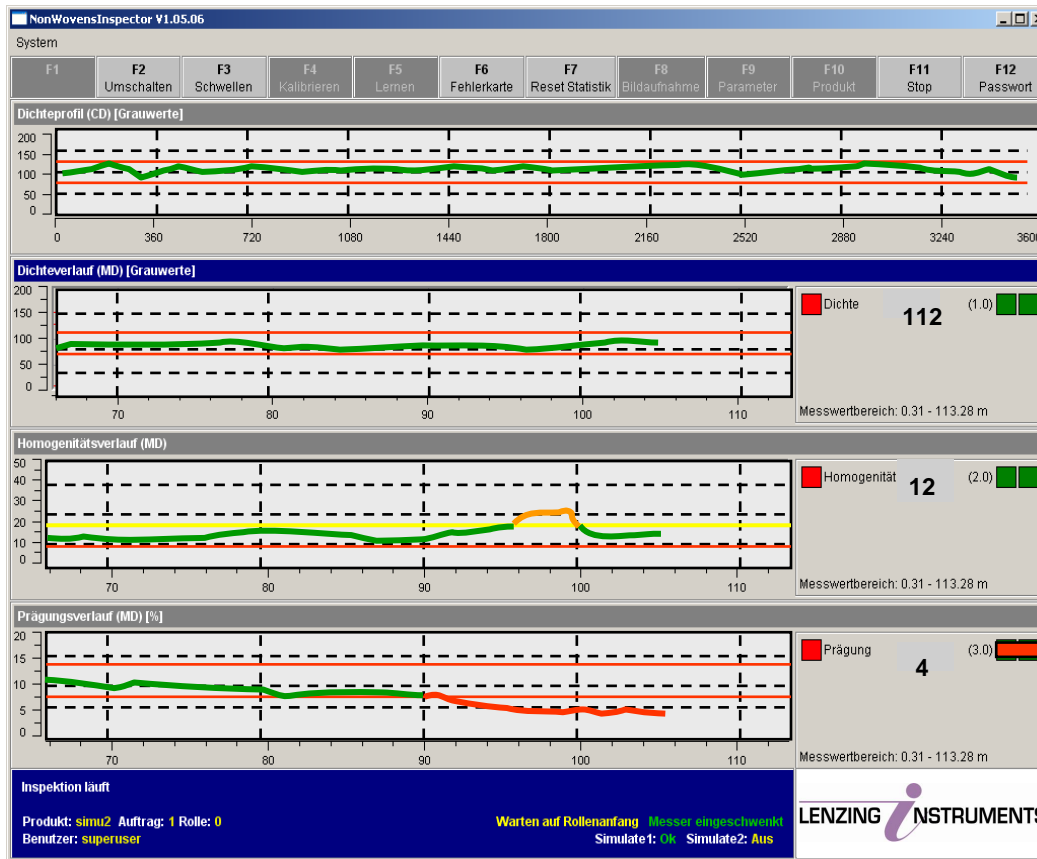 NonWovensInspector V1.05.06
System
F1 F2 F3 F4 F5 F6 F7 F8 F9 F10 F11 F12
Umschalten Schwellen Kalibrieren Lernen Fehlerkarte Reset Statistik Bildaufnahme Parameter Produkt Stop Passwort
Dichteprofil (CD) [Grauwerte]
200
150
100
50
0
0 360 720 1080 1440 1800 2160 2520 2880 3240 3600
Dichteverlauf (MD) [Grauwerte]
200
150
100
50
0
70 80 90 100 110
Dichte 112 (1.0)
Messwertbereich: 0.31 - 113.28 m
Homogenitätsverlauf (MD)
50
40
30
20
10
0
70 80 90 100 110
Homogenität 12 (2.0)
Messwertbereich: 0.31 - 113.28 m
Prägungsverlauf (MD) [%]
20
15
10
5
0
70 80 90 100 110
Prägung 4 (3.0)
Messwertbereich: 0.31 - 113.28 m
Inspektion läuft
Produkt: simu2 Auftrag: 1 Rolle: 0 Warten auf Rollenanfang Messer eingeschwenkt
Benutzer: superuser Simulate1: Ok Simulate2: Aus
LENZING iNSTRUMENTS